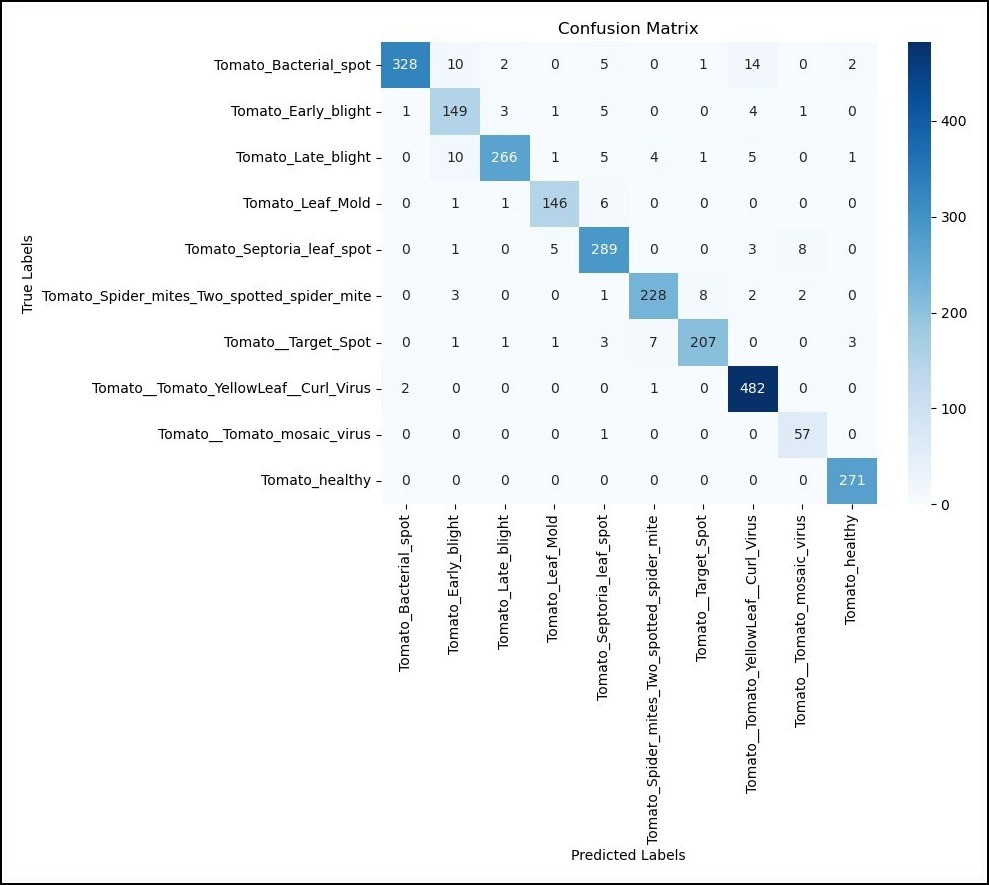 Confusion Matrix
True Labels
Tomato_Bacterial_spot 328 10 2 0 5 0 1 14 0 2
Tomato_Early_blight 1 149 3 1 5 0 0 4 1 0
Tomato_Late_blight 0 10 266 1 5 4 1 5 0 1
Tomato_Leaf_Mold 0 1 1 146 6 0 0 0 0 0
Tomato_Septoria_leaf_spot 0 1 0 5 289 0 0 3 8 0
Tomato_Spider_mites_Two_spotted_spider_mite 0 3 0 0 1 228 8 2 2 0
Tomato__Target_Spot 0 1 1 1 3 7 207 0 0 3
Tomato__Tomato_YellowLeaf__Curl_Virus 2 0 0 0 0 1 0 482 0 0
Tomato__Tomato_mosaic_virus 0 0 0 0 1 0 0 0 57 0
Tomato_healthy 0 0 0 0 0 0 0 0 0 271
400
300
200
100
0
Tomato_Bacterial_spot
Tomato_Early_blight
Tomato_Late_blight
Tomato_Leaf_Mold
Tomato_Septoria_leaf_spot
Tomato_Spider_mites_Two_spotted_spider_mite
Tomato__Target_Spot
Tomato__Tomato_YellowLeaf__Curl_Virus
Tomato__Tomato_mosaic_virus
Tomato_healthy
Predicted Labels